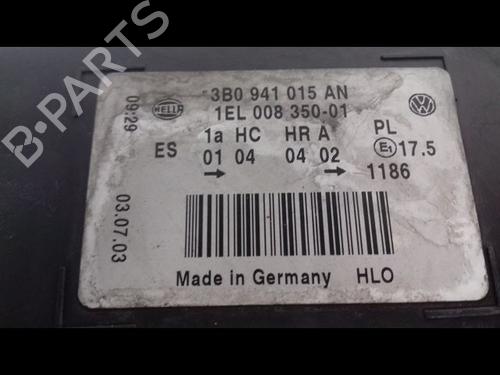 3B0 941 015 AN
1EL 008 350-01
09:29
HELLA
1a HC HR A PL
ES 01 04 04 02 E1 17.5
1186
03.07.03
Made in Germany HLO
B-PARTS